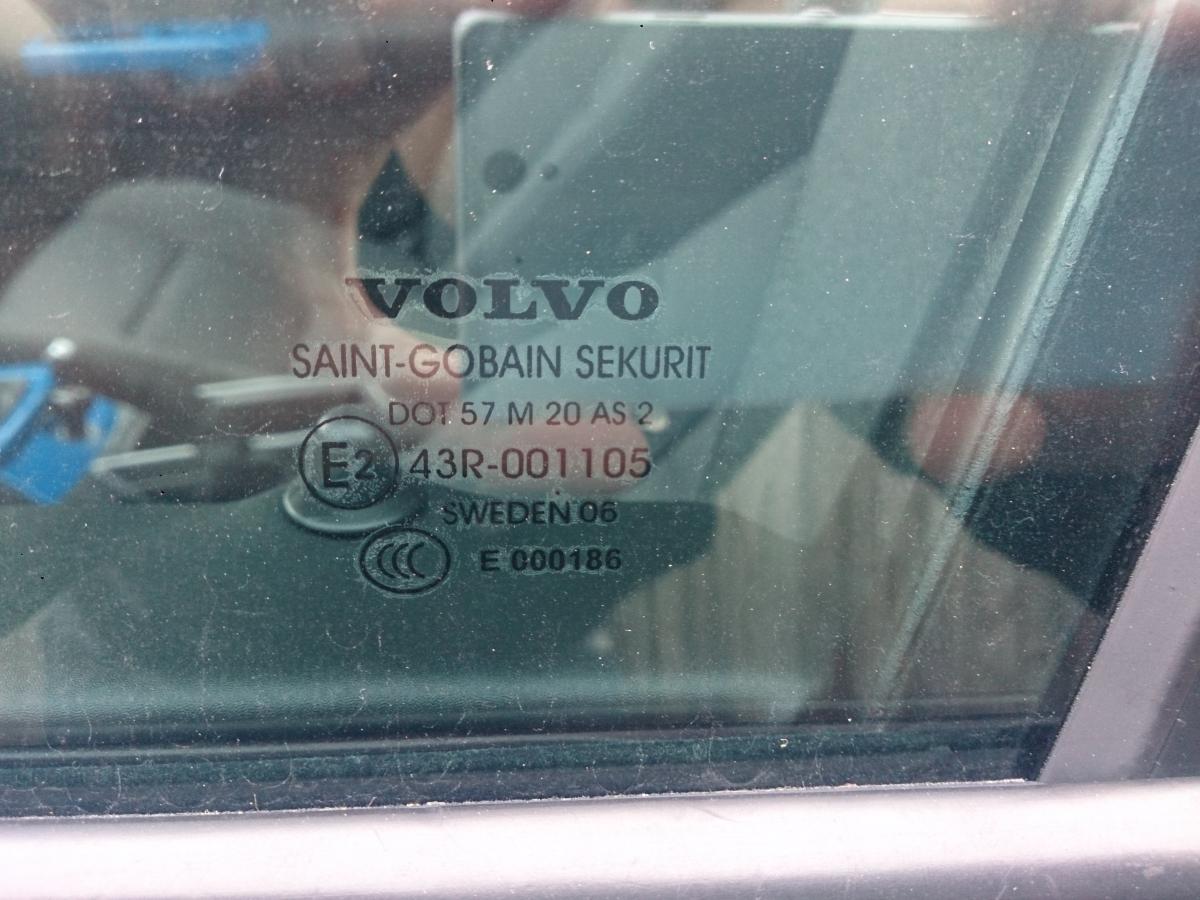 VOLVO
SAINT-GOBAIN SEKURIT
DOT 57 M 20 AS 2
E2 43R-001105
SWEDEN 06
CCC E 000186